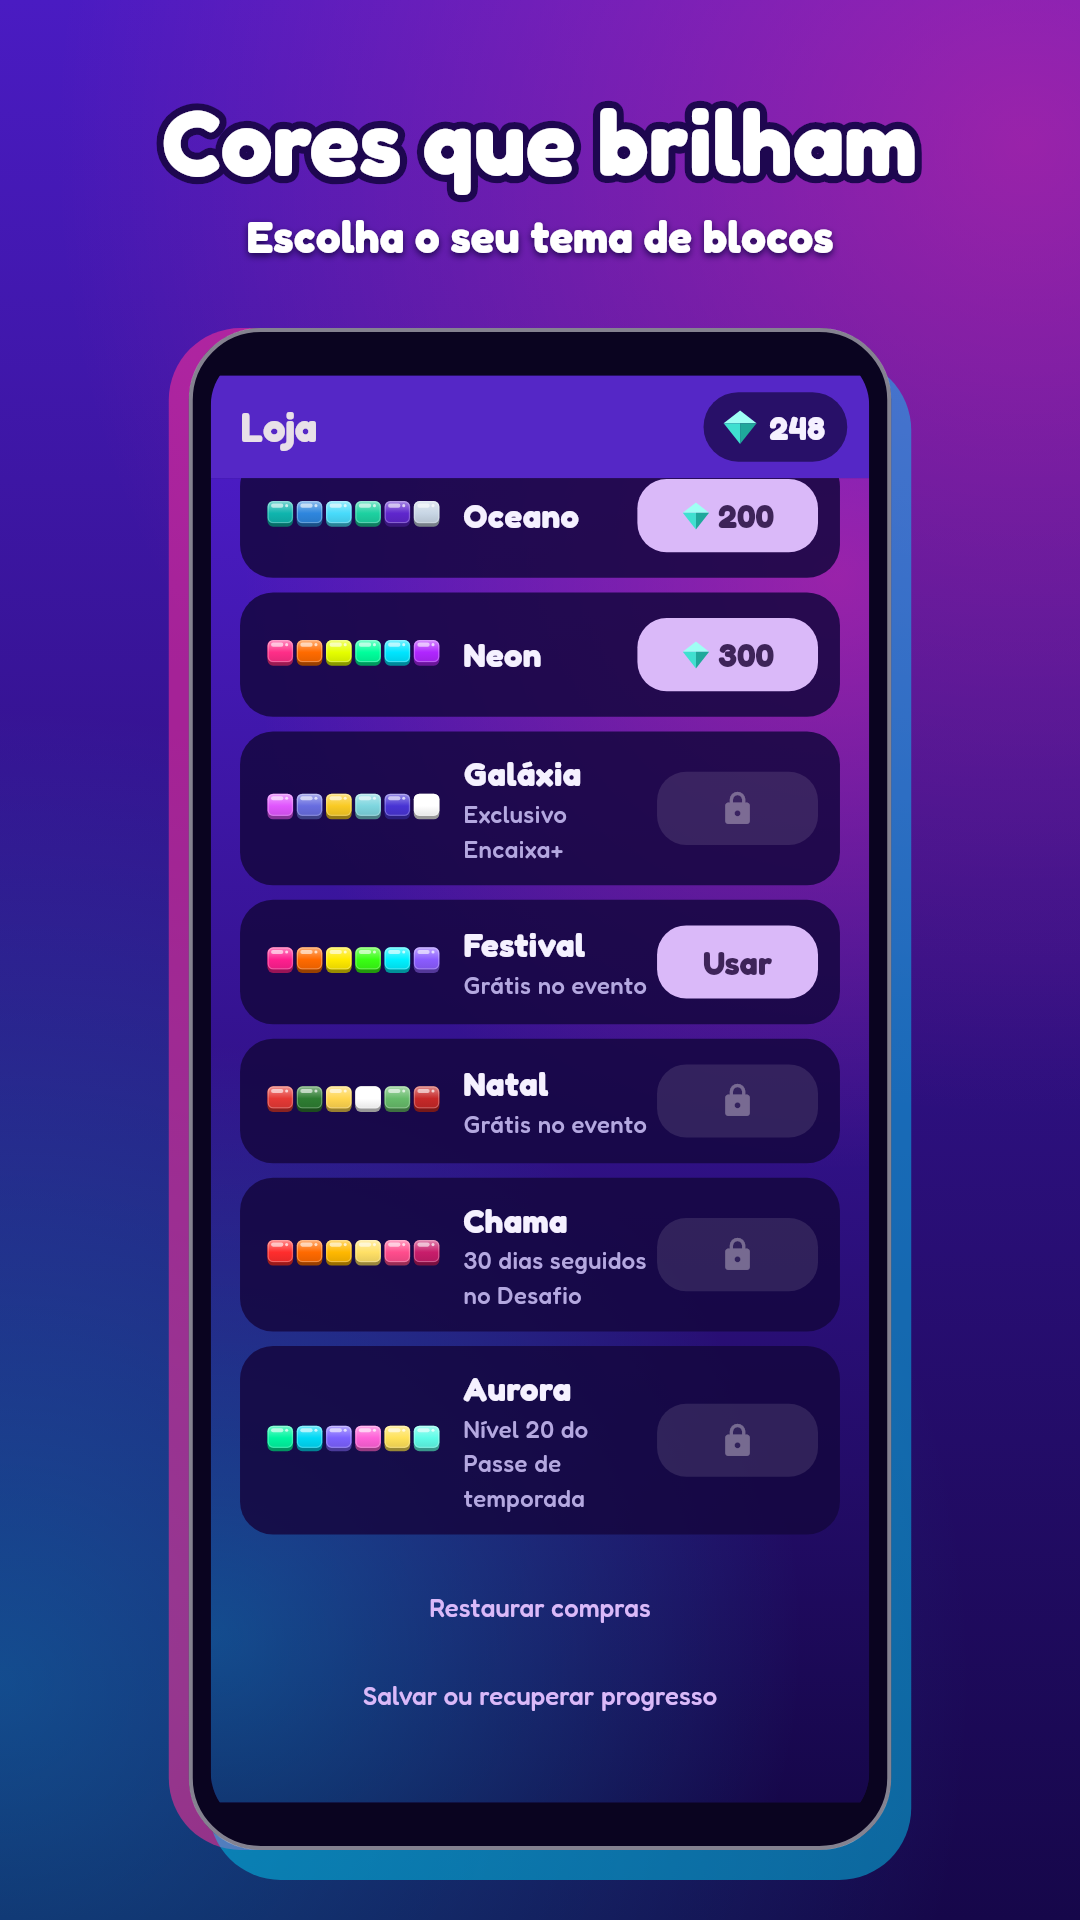 Cores que brilham
Escolha o seu tema de blocos
Loja
248
Oceano
200
Neon
300
Galáxia
Exclusivo
Encaixa+
Festival
Grátis no evento
Usar
Natal
Grátis no evento
Chama
30 dias seguidos
no Desafio
Aurora
Nível 20 do
Passe de
temporada
Restaurar compras
Salvar ou recuperar progresso